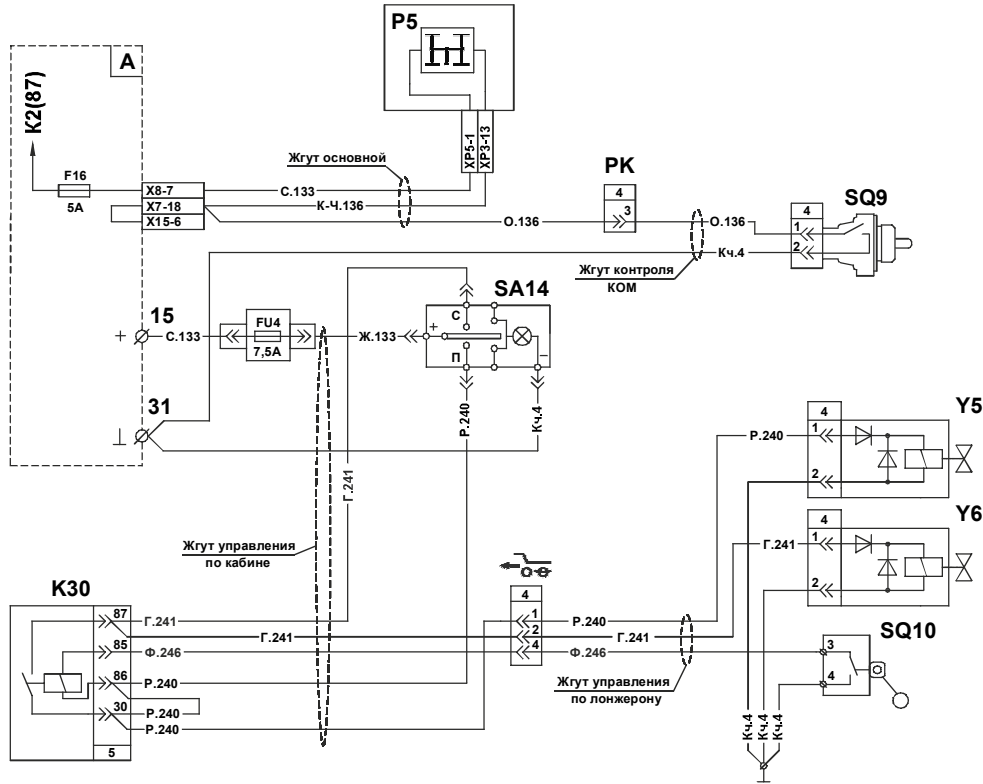 P5
A
К2(87)
XP5-1
XP3-13
Жгут основной
F16
5A
X8-7
X7-18
X15-6
С.133
К-Ч.136
О.136
PK
4
3
О.136
SQ9
4
1
2
Кч.4
Жгут контроля
КОМ
SA14
15
+
С.133
FU4
7,5A
Ж.133
+
С
П
–
31
Р.240
Кч.4
Г.241
Y5
4
1
2
Р.240
Y6
4
1
2
Г.241
Жгут управления
по кабине
K30
87
85
86
30
5
Г.241
Г.241
Ф.246
Р.240
Р.240
Р.240
4
1
2
4
Р.240
Г.241
Ф.246
Жгут управления
по лонжерону
SQ10
3
4
Кч.4
Кч.4
Кч.4